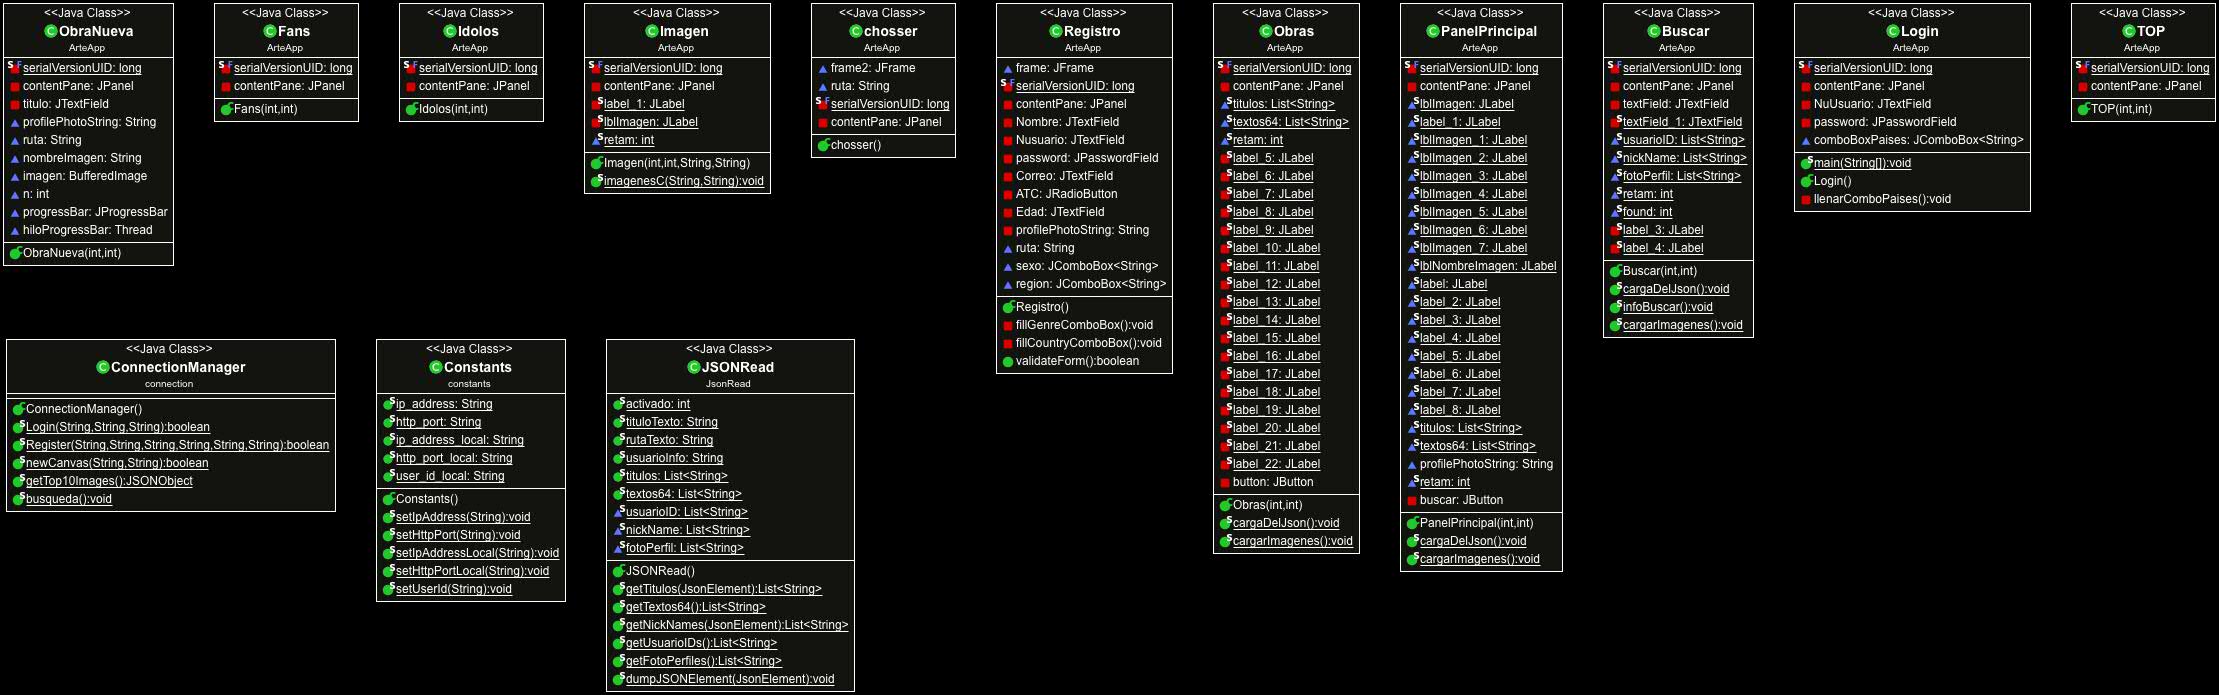 <<Java Class>>
ObraNueva
ArteApp
serialVersionUID: long
contentPane: JPanel
titulo: JTextField
profilePhotoString: String
ruta: String
nombreImagen: String
imagen: BufferedImage
n: int
progressBar: JProgressBar
hiloProgressBar: Thread
ObraNueva(int,int)
<<Java Class>>
Fans
ArteApp
serialVersionUID: long
contentPane: JPanel
Fans(int,int)
<<Java Class>>
Idolos
ArteApp
serialVersionUID: long
contentPane: JPanel
Idolos(int,int)
<<Java Class>>
Imagen
ArteApp
serialVersionUID: long
contentPane: JPanel
label_1: JLabel
lblImagen: JLabel
retam: int
Imagen(int,int,String,String)
imagenesC(String,String):void
<<Java Class>>
chosser
ArteApp
frame2: JFrame
ruta: String
serialVersionUID: long
contentPane: JPanel
chosser()
<<Java Class>>
Registro
ArteApp
frame: JFrame
serialVersionUID: long
contentPane: JPanel
Nombre: JTextField
Nusuario: JTextField
password: JPasswordField
Correo: JTextField
ATC: JRadioButton
Edad: JTextField
profilePhotoString: String
ruta: String
sexo: JComboBox<String>
region: JComboBox<String>
Registro()
fillGenreComboBox():void
fillCountryComboBox():void
validateForm():boolean
<<Java Class>>
Obras
ArteApp
serialVersionUID: long
contentPane: JPanel
titulos: List<String>
textos64: List<String>
retam: int
label_5: JLabel
label_6: JLabel
label_7: JLabel
label_8: JLabel
label_9: JLabel
label_10: JLabel
label_11: JLabel
label_12: JLabel
label_13: JLabel
label_14: JLabel
label_15: JLabel
label_16: JLabel
label_17: JLabel
label_18: JLabel
label_19: JLabel
label_20: JLabel
label_21: JLabel
label_22: JLabel
button: JButton
Obras(int,int)
cargaDelJson():void
cargarImagenes():void
<<Java Class>>
PanelPrincipal
ArteApp
serialVersionUID: long
contentPane: JPanel
lblImagen: JLabel
label_1: JLabel
lblImagen_1: JLabel
lblImagen_2: JLabel
lblImagen_3: JLabel
lblImagen_4: JLabel
lblImagen_5: JLabel
lblImagen_6: JLabel
lblImagen_7: JLabel
lblNombreImagen: JLabel
label: JLabel
label_2: JLabel
label_3: JLabel
label_4: JLabel
label_5: JLabel
label_6: JLabel
label_7: JLabel
label_8: JLabel
titulos: List<String>
textos64: List<String>
profilePhotoString: String
retam: int
buscar: JButton
PanelPrincipal(int,int)
cargaDelJson():void
cargarImagenes():void
<<Java Class>>
Buscar
ArteApp
serialVersionUID: long
contentPane: JPanel
textField: JTextField
textField_1: JTextField
usuarioID: List<String>
nickName: List<String>
fotoPerfil: List<String>
retam: int
found: int
label_3: JLabel
label_4: JLabel
Buscar(int,int)
cargaDelJson():void
infoBuscar():void
cargarImagenes():void
<<Java Class>>
Login
ArteApp
serialVersionUID: long
contentPane: JPanel
NuUsuario: JTextField
password: JPasswordField
comboBoxPaises: JComboBox<String>
main(String[]):void
Login()
llenarComboPaises():void
<<Java Class>>
TOP
ArteApp
serialVersionUID: long
contentPane: JPanel
TOP(int,int)
<<Java Class>>
ConnectionManager
connection
ConnectionManager()
Login(String,String,String):boolean
Register(String,String,String,String,String,String):boolean
newCanvas(String,String):boolean
getTop10Images():JSONObject
busqueda():void
<<Java Class>>
Constants
constants
ip_address: String
http_port: String
ip_address_local: String
http_port_local: String
user_id_local: String
Constants()
setIpAddress(String):void
setHttpPort(String):void
setIpAddressLocal(String):void
setHttpPortLocal(String):void
setUserId(String):void
<<Java Class>>
JSONRead
JsonRead
activado: int
tituloTexto: String
rutaTexto: String
usuarioInfo: String
titulos: List<String>
textos64: List<String>
usuarioID: List<String>
nickName: List<String>
fotoPerfil: List<String>
JSONRead()
getTitulos(JsonElement):List<String>
getTextos64():List<String>
getNickNames(JsonElement):List<String>
getUsuarioIDs():List<String>
getFotoPerfiles():List<String>
dumpJSONElement(JsonElement):void